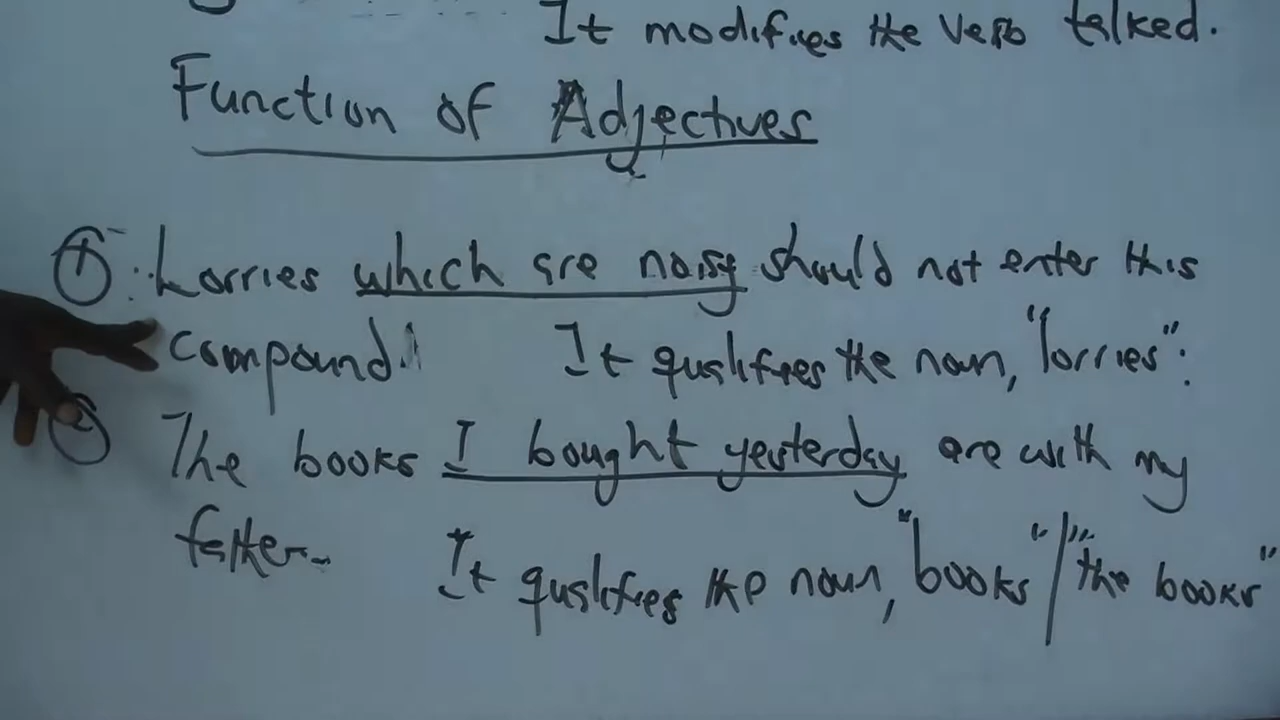 It modifies the Verb talked.
Function of Adjectives
① Lorries which are noisy should not enter this
compound. It qualifies the noun, "lorries".
② The books I bought yesterday are with my
father. It qualifies the noun, "books" / "the books"